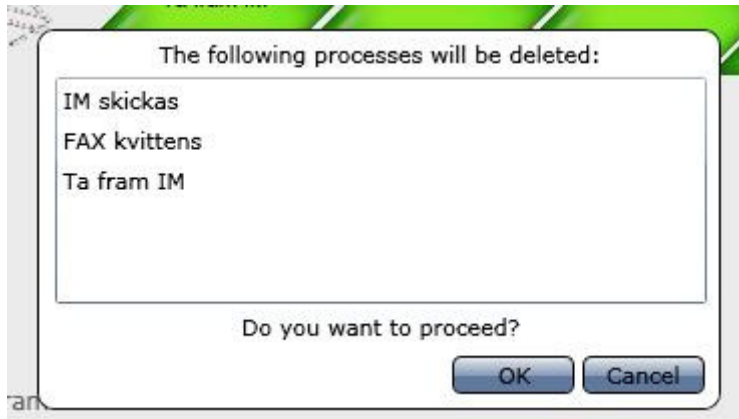 The following processes will be deleted:
IM skickas
FAX kvittens
Ta fram IM
Do you want to proceed?
OK Cancel